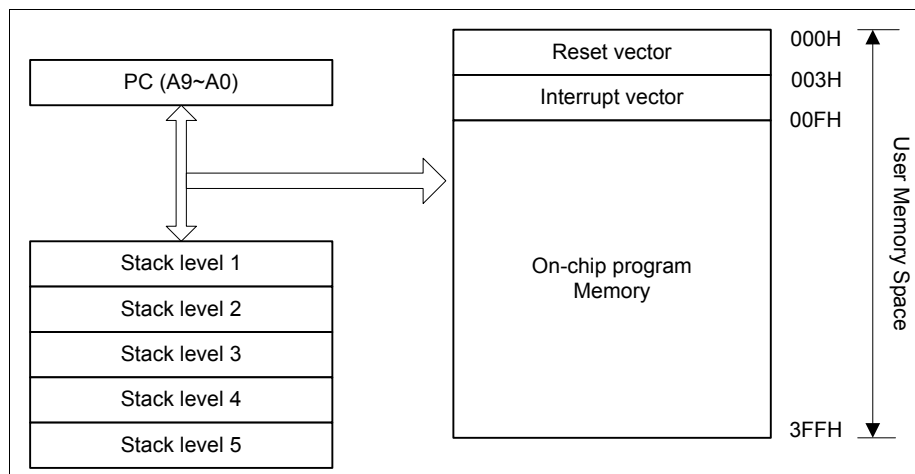 PC (A9~A0)
Stack level 1
Stack level 2
Stack level 3
Stack level 4
Stack level 5
Reset vector
Interrupt vector
On-chip program
Memory
000H
003H
00FH
3FFH
User Memory Space